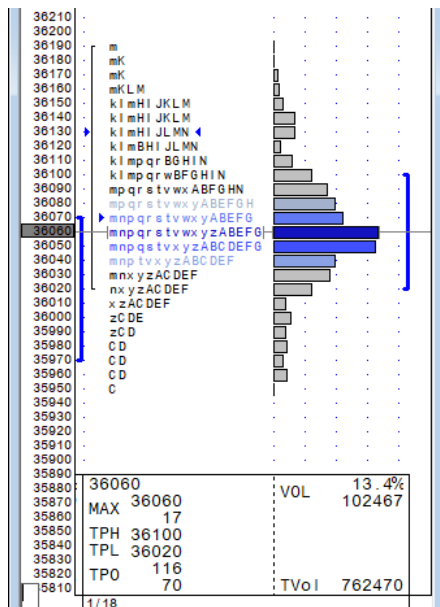 36210
36200
36190 m
36180 mK
36170 mK
36160 mKLM
36150 klmHIJKLM
36140 klmHIJKLM
36130 klmHIJLMN
36120 klmBHIJLMN
36110 klmpqrBGHIN
36100 klmpqrwBFGHIN
36090 mpqrstvwxABFGHN
36080 mpqrstvwxyABEFGH
36070 mnpqrstvwxyABEFG
36060 mnpqrstvwxyzABEFG
36050 mnpqstvxyzABCDEFG
36040 mnptvxyzABCDEF
36030 mnxyzACDEF
36020 nxyzACDEF
36010 xzACDEF
36000 zCDE
35990 zCD
35980 CD
35970 CD
35960 CD
35950 C
35940
35930
35920
35910
35900
35890
35880 36060 VOL 13.4%
35870 MAX 36060 102467
35860 17
35850 TPH 36100
35840 TPL 36020
35830 TPO 116
35820 70 TVol 762470
35810
1/18